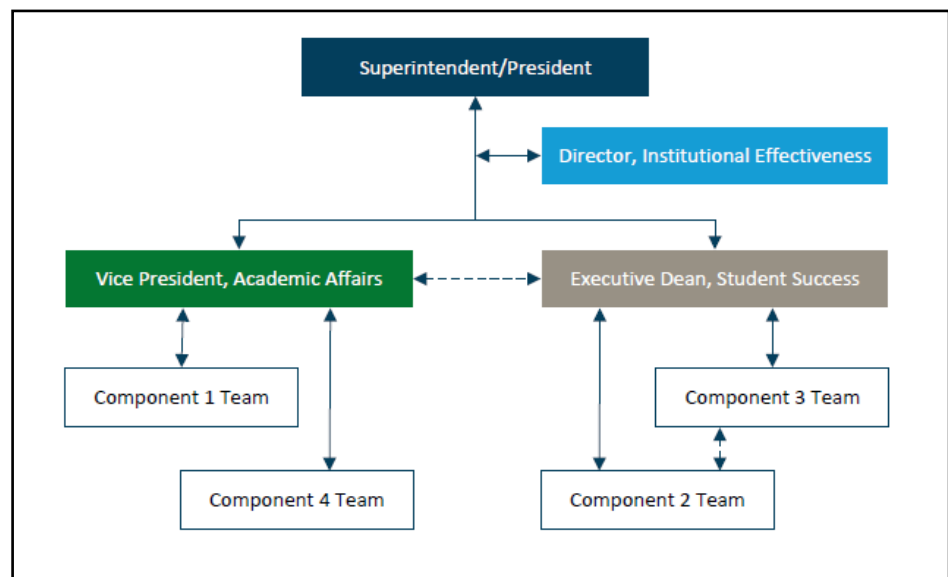 Superintendent/President
Director, Institutional Effectiveness
Vice President, Academic Affairs
Executive Dean, Student Success
Component 1 Team
Component 3 Team
Component 4 Team
Component 2 Team